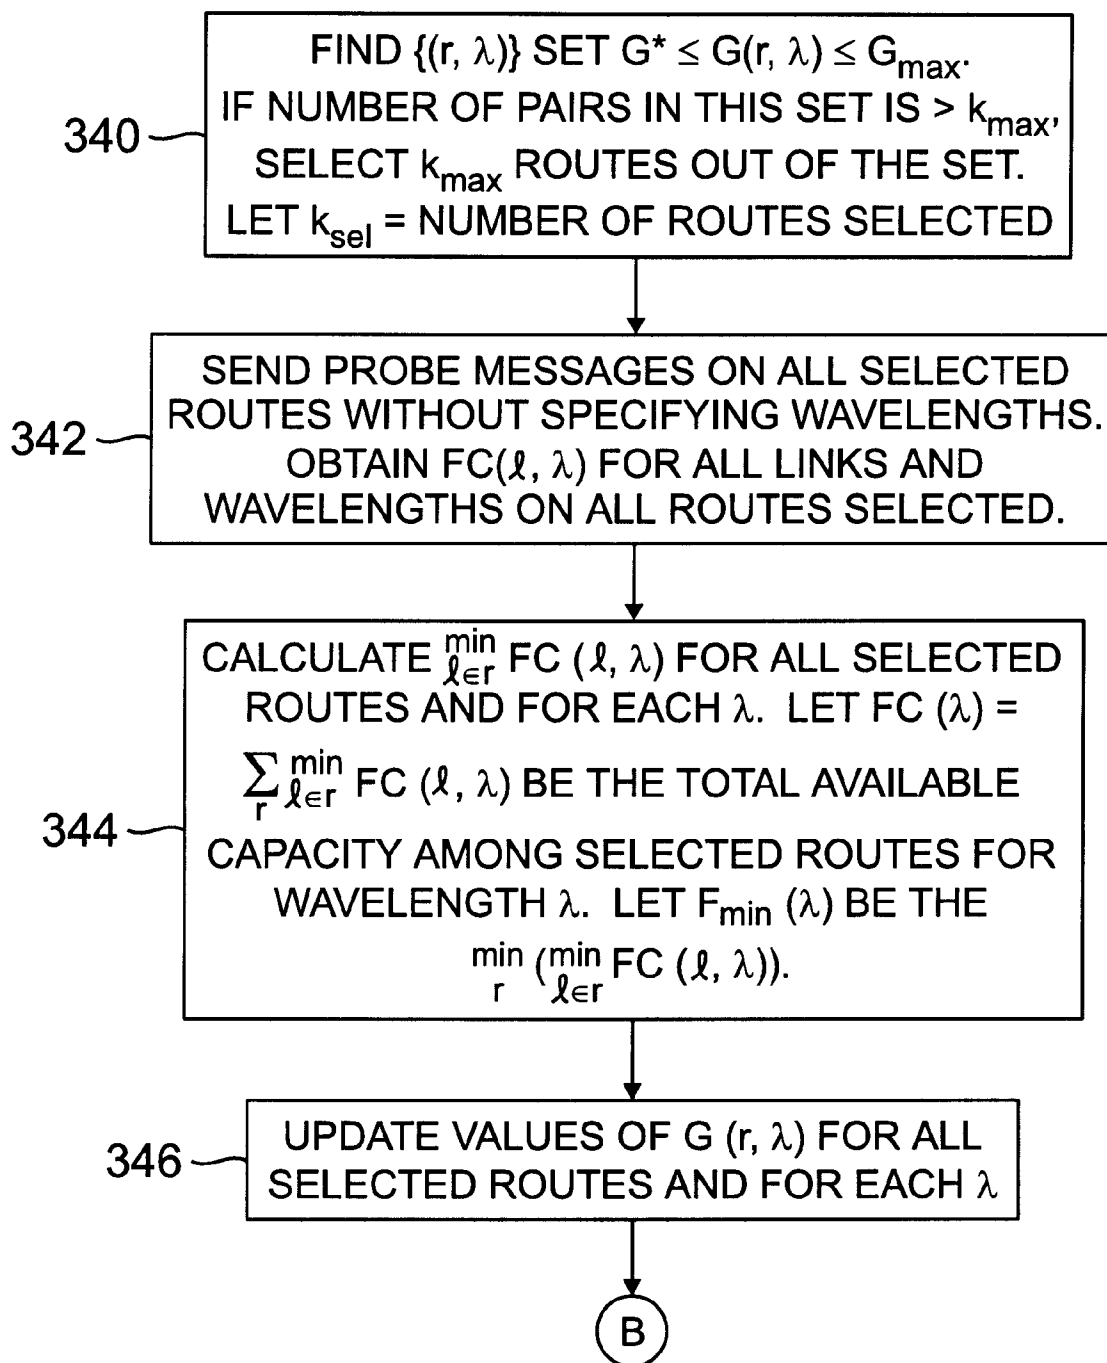 FIND {(r, λ)} SET G* ≤ G(r, λ) ≤ Gmax.
IF NUMBER OF PAIRS IN THIS SET IS > kmax,
340
SELECT kmax ROUTES OUT OF THE SET.
LET ksel = NUMBER OF ROUTES SELECTED
SEND PROBE MESSAGES ON ALL SELECTED
ROUTES WITHOUT SPECIFYING WAVELENGTHS.
342
OBTAIN FC(ℓ, λ) FOR ALL LINKS AND
WAVELENGTHS ON ALL ROUTES SELECTED.
CALCULATE min ℓ∈r FC (ℓ, λ) FOR ALL SELECTED
ROUTES AND FOR EACH λ. LET FC (λ) =
∑ r min ℓ∈r FC (ℓ, λ) BE THE TOTAL AVAILABLE
344
CAPACITY AMONG SELECTED ROUTES FOR
WAVELENGTH λ. LET Fmin (λ) BE THE
min r (min ℓ∈r FC (ℓ, λ)).
UPDATE VALUES OF G (r, λ) FOR ALL
346
SELECTED ROUTES AND FOR EACH λ
B